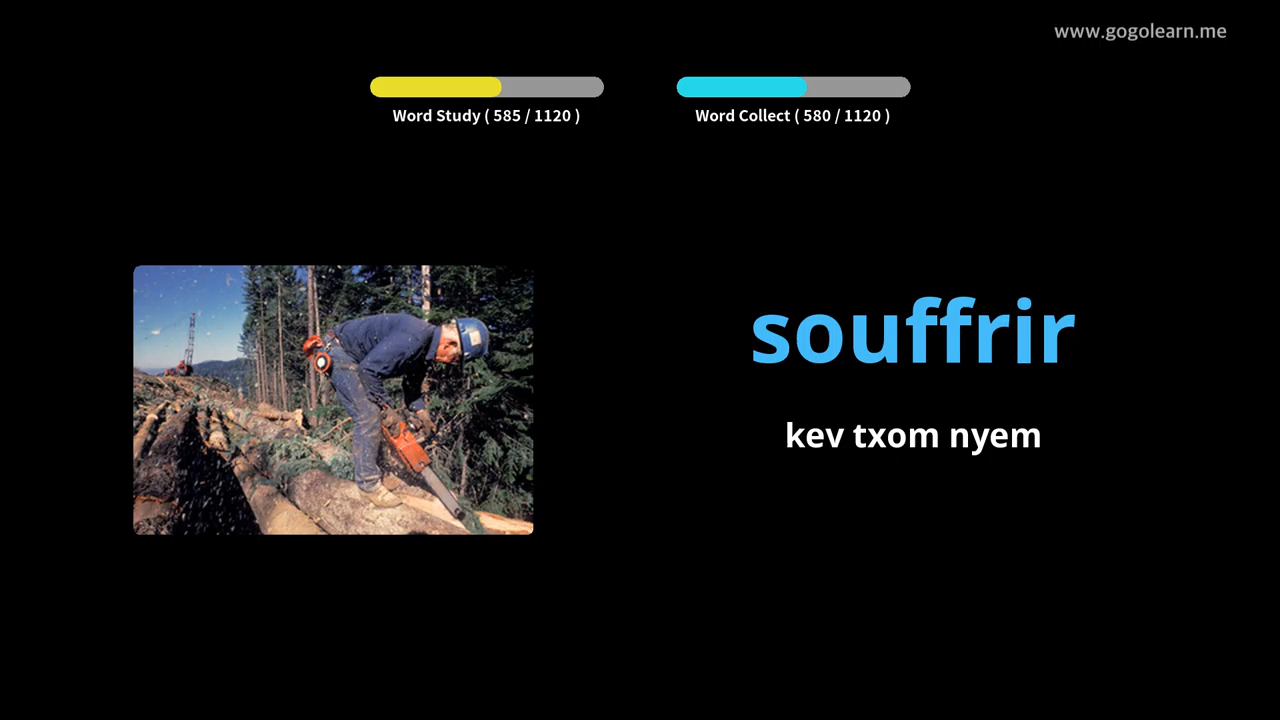 www.gogolearn.me
Word Study ( 585 / 1120 )
Word Collect ( 580 / 1120 )
souffrir
kev txom nyem